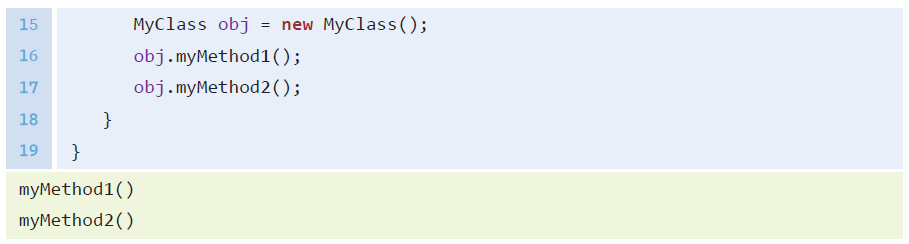 15 MyClass obj = new MyClass();
16 obj.myMethod1();
17 obj.myMethod2();
18 }
19 }
myMethod1()
myMethod2()